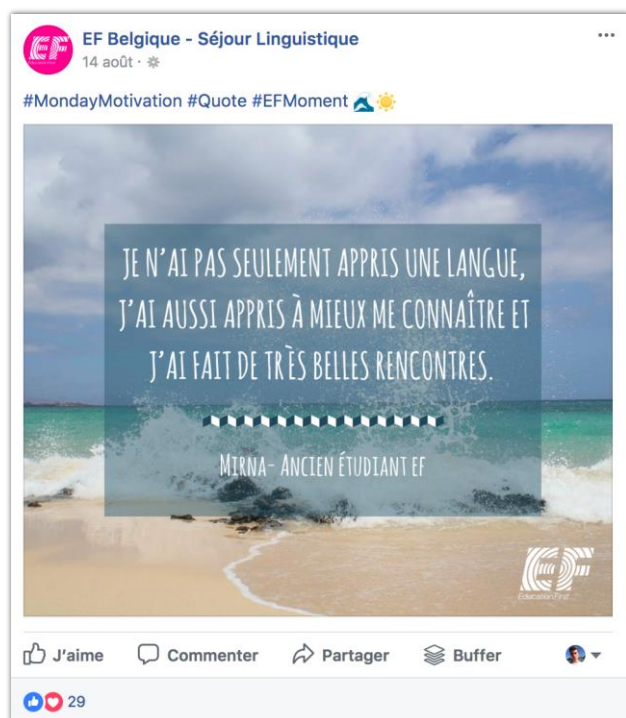 EF Belgique - Séjour Linguistique
14 août ·
#MondayMotivation #Quote #EFMoment
JE N'AI PAS SEULEMENT APPRIS UNE LANGUE,
J'AI AUSSI APPRIS À MIEUX ME CONNAÎTRE ET
J'AI FAIT DE TRÈS BELLES RENCONTRES.
MIRNA- ANCIEN ÉTUDIANT EF
EF
Education First
J'aime Commenter Partager Buffer
29